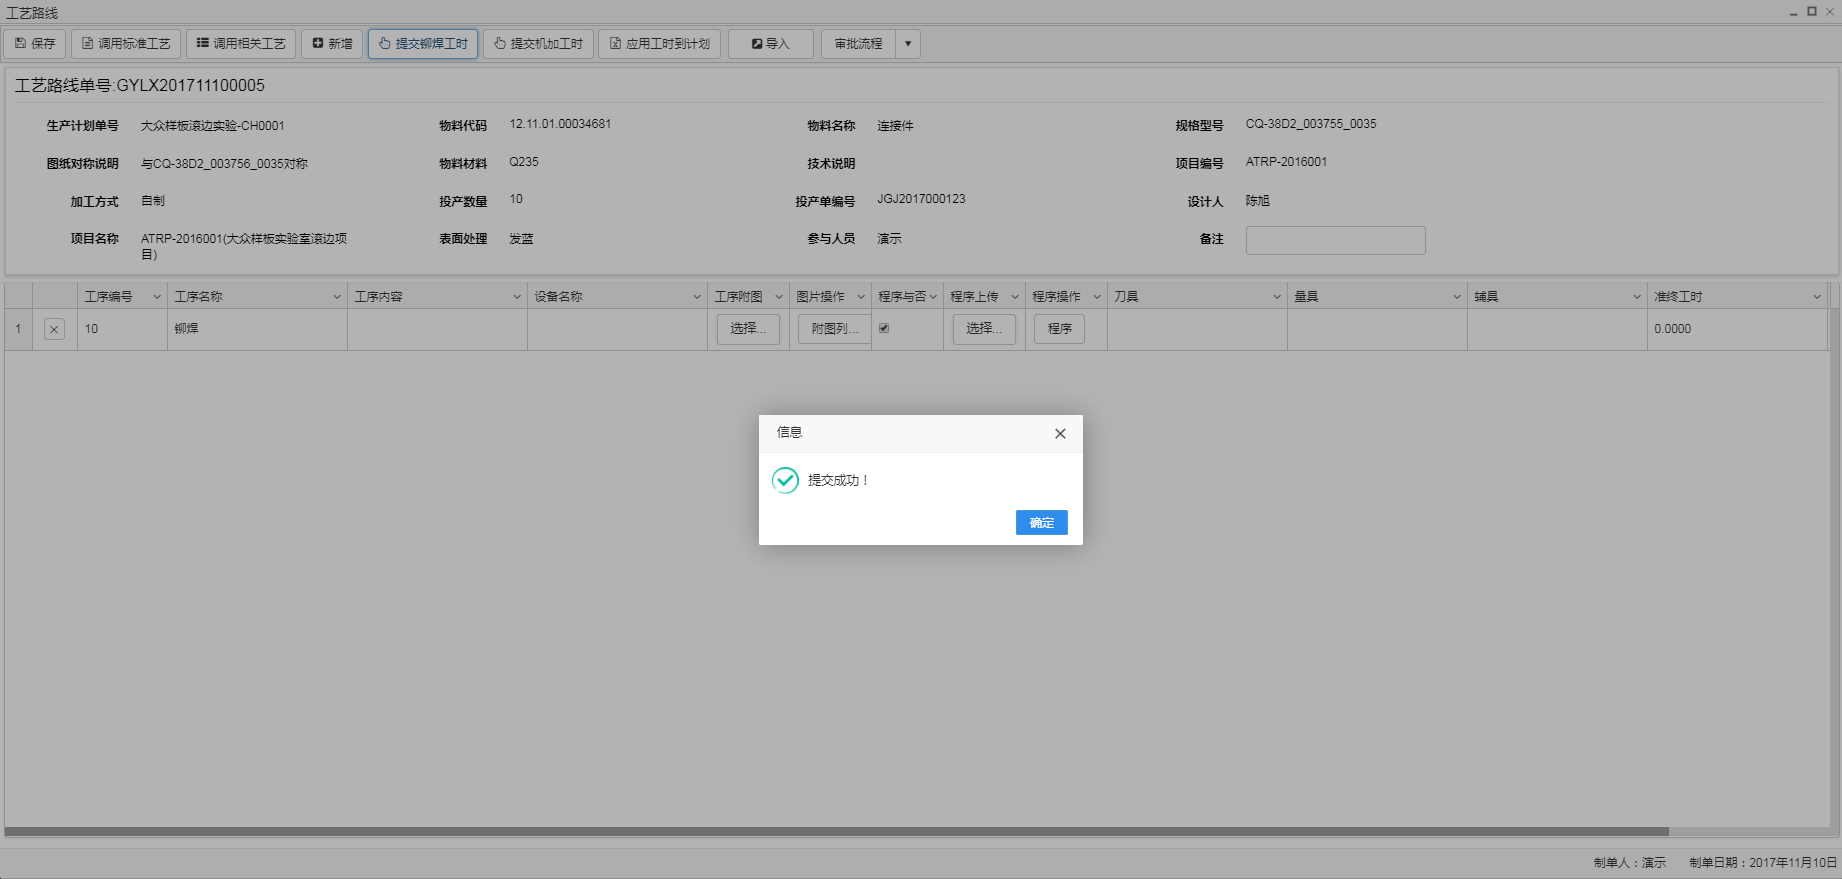 工艺路线
保存 调用标准工艺 调用相关工艺 新增 提交铆焊工时 提交机加工时 应用工时到计划 导入 审批流程
工艺路线单号:GYLX201711100005
生产计划单号 大众样板滚边实验-CH0001 物料代码 12.11.01.00034681 物料名称 连接件 规格型号 CQ-38D2_003755_0035
图纸对称说明 与CQ-38D2_003756_0035对称 物料材料 Q235 技术说明 项目编号 ATRP-2016001
加工方式 自制 投产数量 10 投产单编号 JGJ2017000123 设计人 陈旭
项目名称 ATRP-2016001(大众样板实验室滚边项 表面处理 发蓝 参与人员 演示 备注
目)
工序编号 工序名称 工序内容 设备名称 工序附图 图片操作 程序与否 程序上传 程序操作 刀具 量具 辅具 准终工时
1 10 铆焊 选择... 附图列... 选择... 程序 0.0000
信息
提交成功！
确定
制单人：演示 制单日期：2017年11月10日